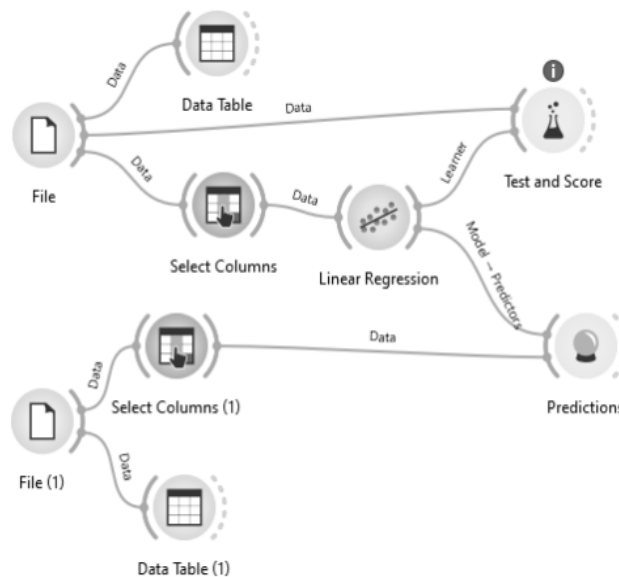 Data
Data Table
Data
File
Data
Data
Learner
Test and Score
Select Columns
Linear Regression
Model → Predictors
Data
Data
Select Columns (1)
Predictions
File (1)
Data
Data Table (1)